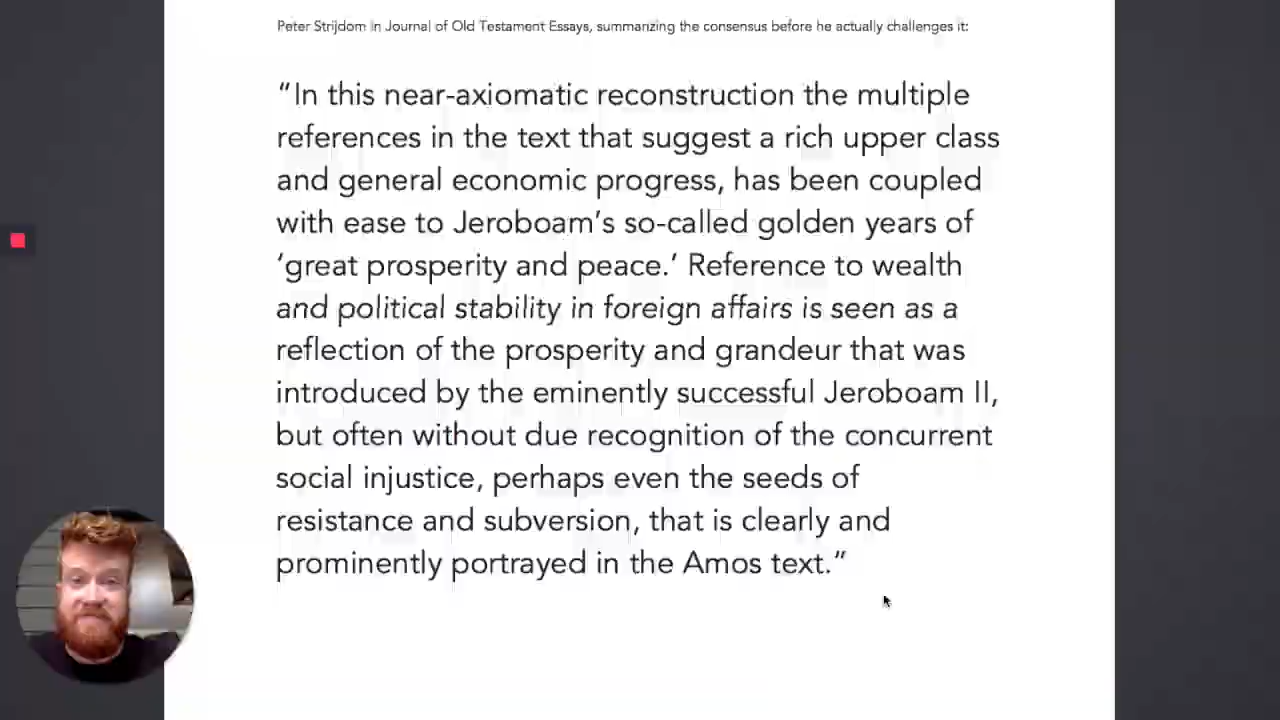 Peter Strijdom in Journal of Old Testament Essays, summarizing the consensus before he actually challenges it:
“In this near-axiomatic reconstruction the multiple
references in the text that suggest a rich upper class
and general economic progress, has been coupled
with ease to Jeroboam’s so-called golden years of
‘great prosperity and peace.’ Reference to wealth
and political stability in foreign affairs is seen as a
reflection of the prosperity and grandeur that was
introduced by the eminently successful Jeroboam II,
but often without due recognition of the concurrent
social injustice, perhaps even the seeds of
resistance and subversion, that is clearly and
prominently portrayed in the Amos text.”